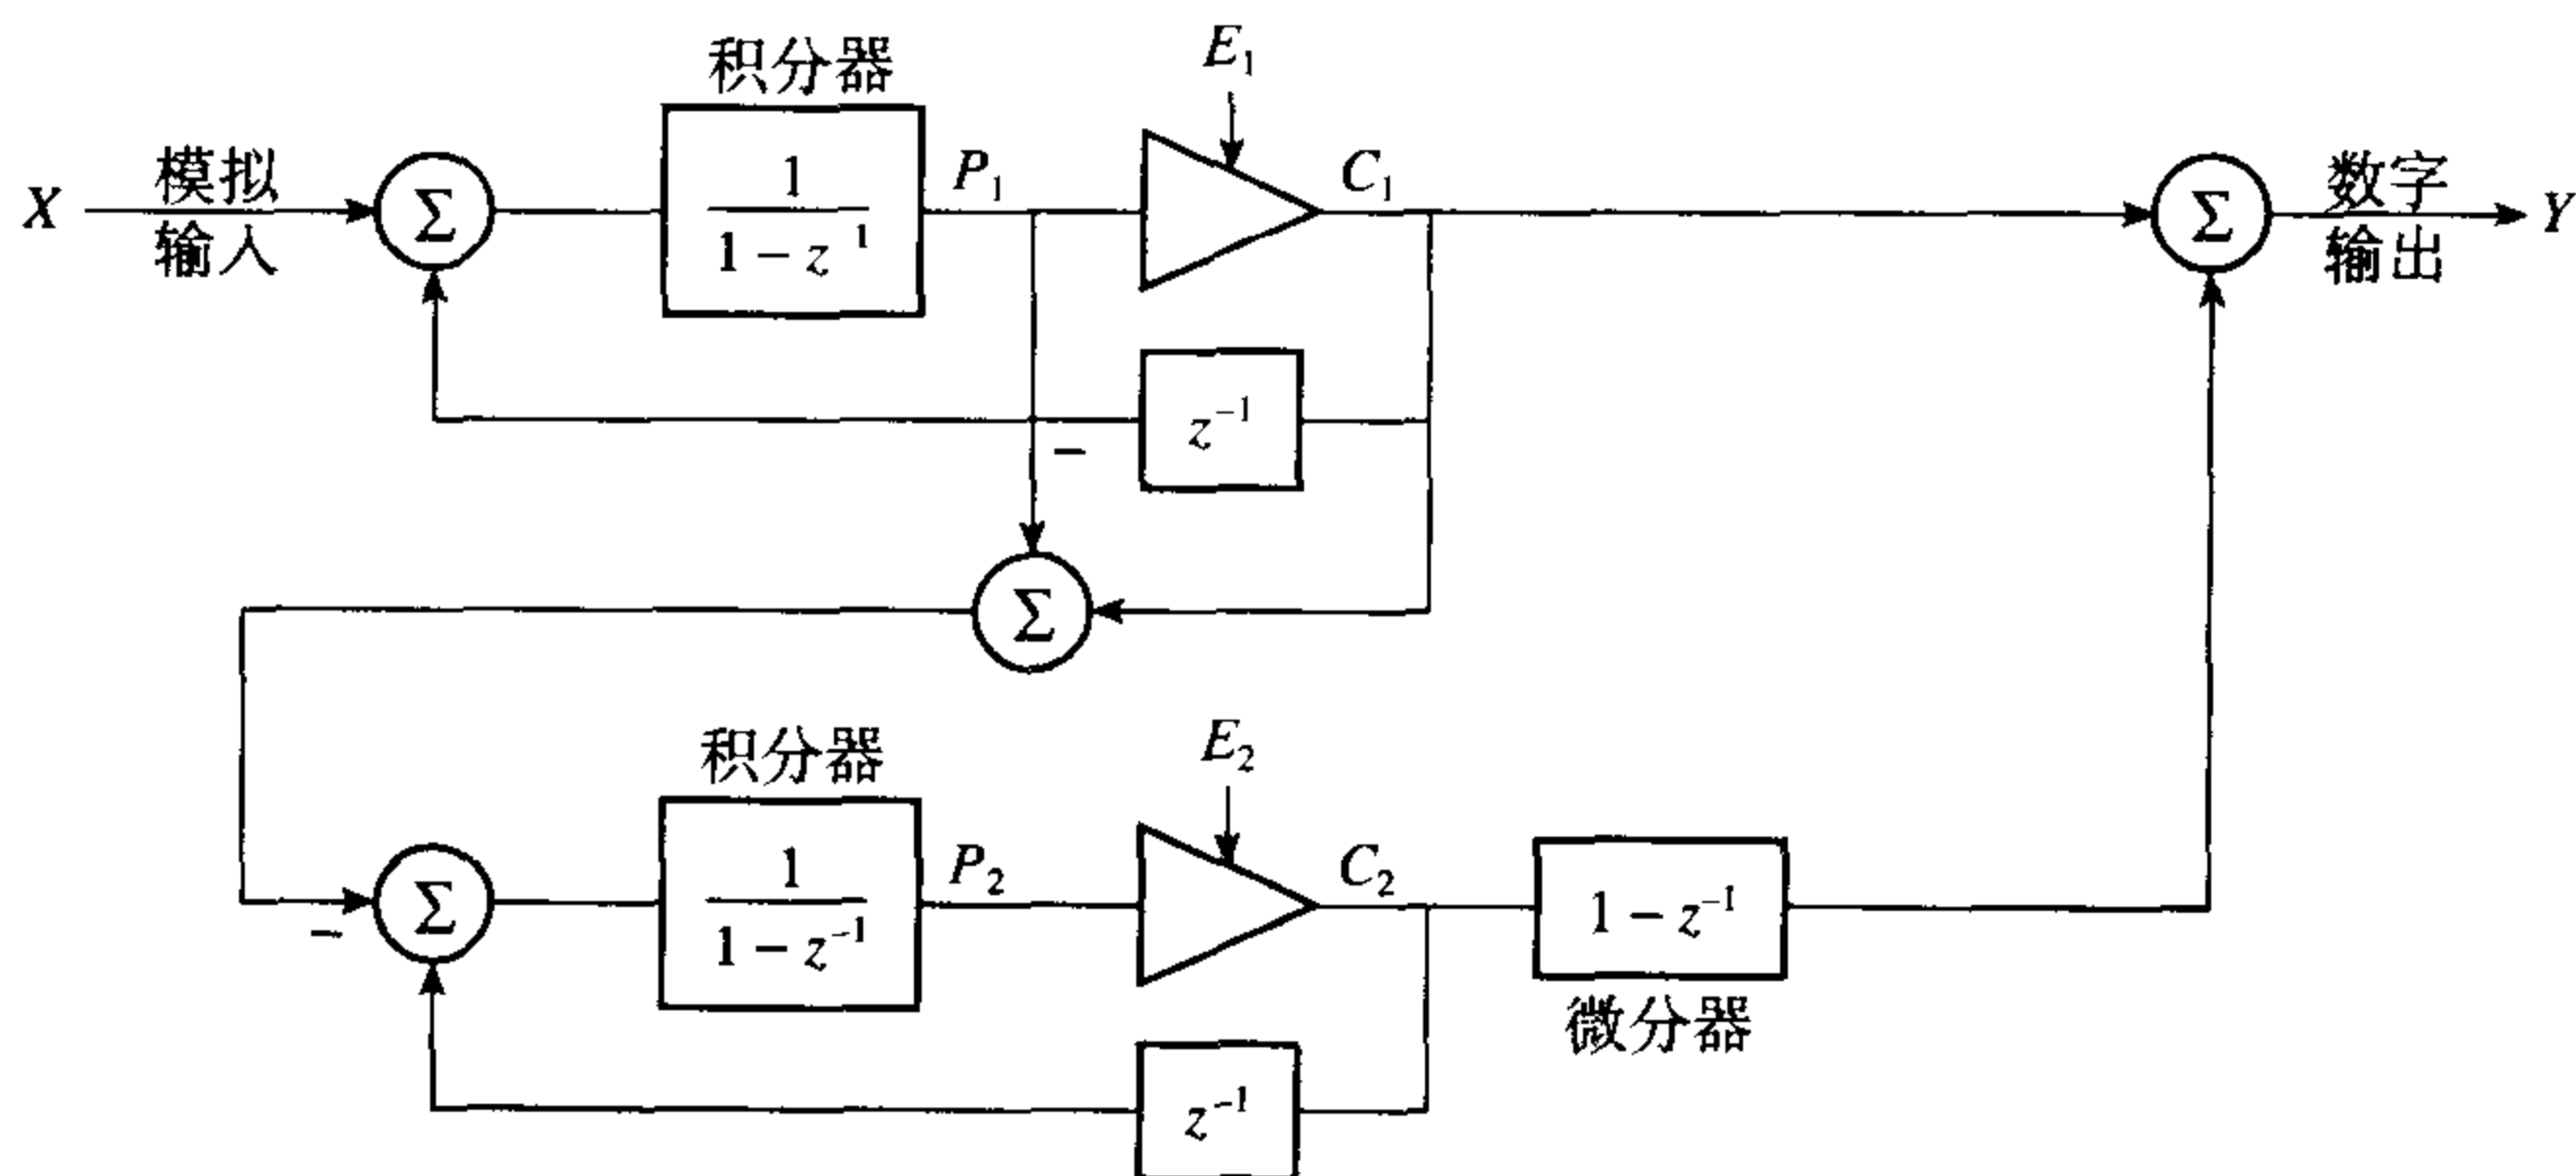 积分器
E₁
X
模拟
输入
Σ
1
1 - z ¹
P₁
C₁
Σ
数字
输出
Y
z⁻¹
-
Σ
积分器
E₂
-
Σ
1
1 - z⁻¹
P₂
C₂
1 - z⁻¹
微分器
z⁻¹